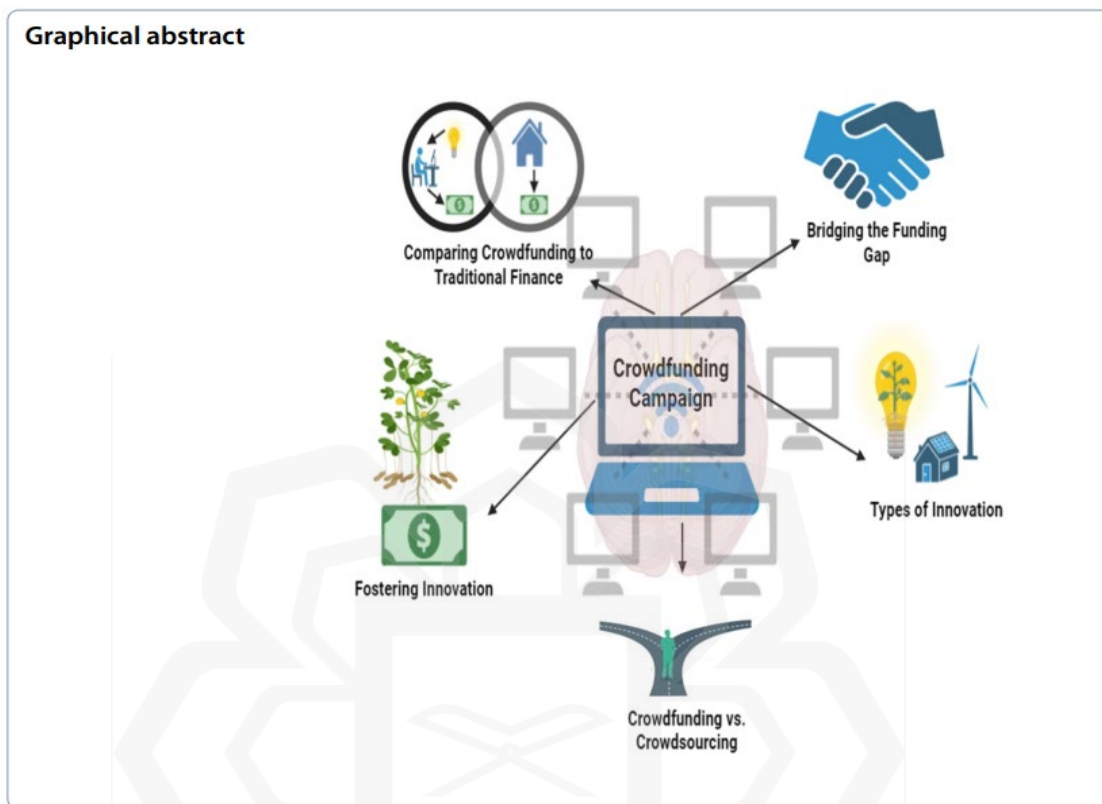 Graphical abstract
Comparing Crowdfunding to
Traditional Finance
Bridging the Funding
Gap
Crowdfunding
Campaign
$
Fostering Innovation
Types of Innovation
Crowdfunding vs.
Crowdsourcing